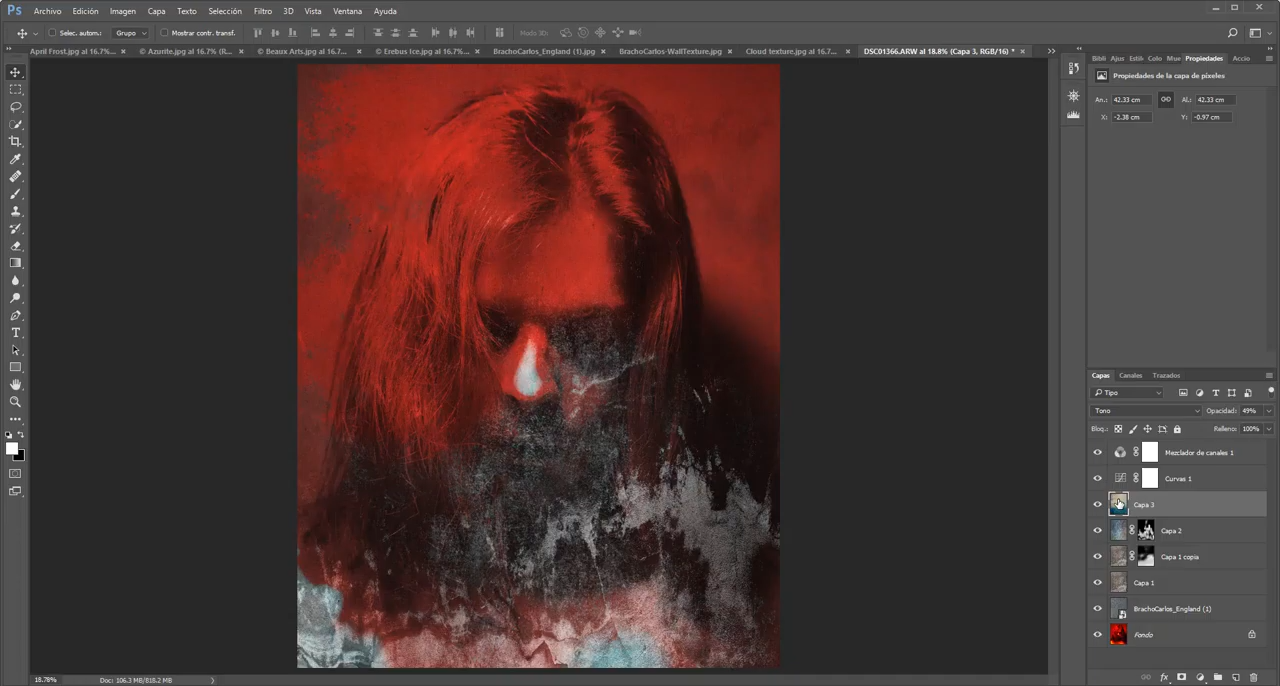 Ps Archivo Edición Imagen Capa Texto Selección Filtro 3D Vista Ventana Ayuda
Selec. autom.: Grupo Mostrar contr. transf. Modo 3D:
April Frost.jpg al 16.7%... × © Azurite.jpg al 16.7% (R... × © Beaux Arts.jpg al 16.7%... × © Erebus Ice.jpg al 16.7%... × BrachoCarlos_England (1).jpg × BrachoCarlos-WallTexture.jpg × Cloud texture.jpg al 16.7... × DSC01366.ARW al 18.8% (Capa 3, RGB/16) * ×
Bibli Ajus Estil Colo Mue Propiedades Accio
Propiedades de la capa de píxeles
An.: 42.33 cm Al.: 42.33 cm
X: -2.38 cm Y: -0.97 cm
Capas Canales Trazados
Tipo
Tono Opacidad: 49%
Bloq.: Relleno: 100%
Mezclador de canales 1
Curvas 1
Capa 3
Capa 2
Capa 1 copia
Capa 1
BrachoCarlos_England (1)
Fondo
18.78% Doc: 106.3 MB/818.2 MB